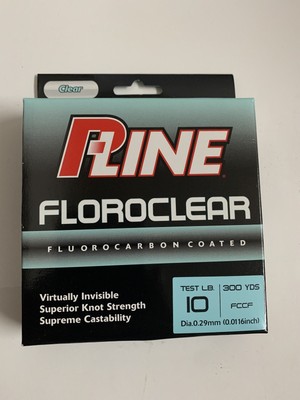 Clear
P-LINE
FLOROCLEAR
FLUOROCARBON COATED
Virtually Invisible
Superior Knot Strength
Supreme Castability
TEST LB. 300 YDS
10 FCCF
Dia.0.29mm (0.0116inch)